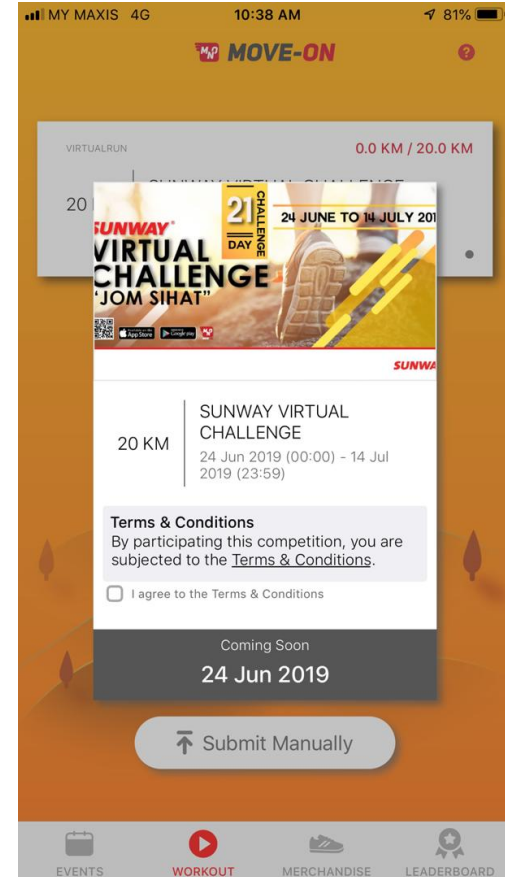 MY MAXIS 4G 10:38 AM 81%
MOVE-ON ?
VIRTUALRUN 0.0 KM / 20.0 KM
20
SUNWAY
VIRTUAL
CHALLENGE
"JOM SIHAT"
21
DAY
CHALLENGE
24 JUNE TO 14 JULY 201
App Store Google play
SUNWA
20 KM
SUNWAY VIRTUAL
CHALLENGE
24 Jun 2019 (00:00) - 14 Jul
2019 (23:59)
Terms & Conditions
By participating this competition, you are
subjected to the Terms & Conditions.
I agree to the Terms & Conditions
Coming Soon
24 Jun 2019
Submit Manually
EVENTS WORKOUT MERCHANDISE LEADERBOARD